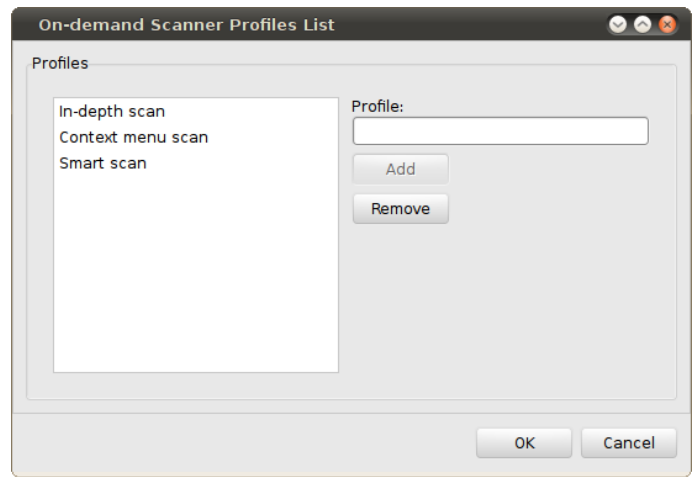 On-demand Scanner Profiles List
Profiles
In-depth scan
Context menu scan
Smart scan
Profile:
Add
Remove
OK
Cancel